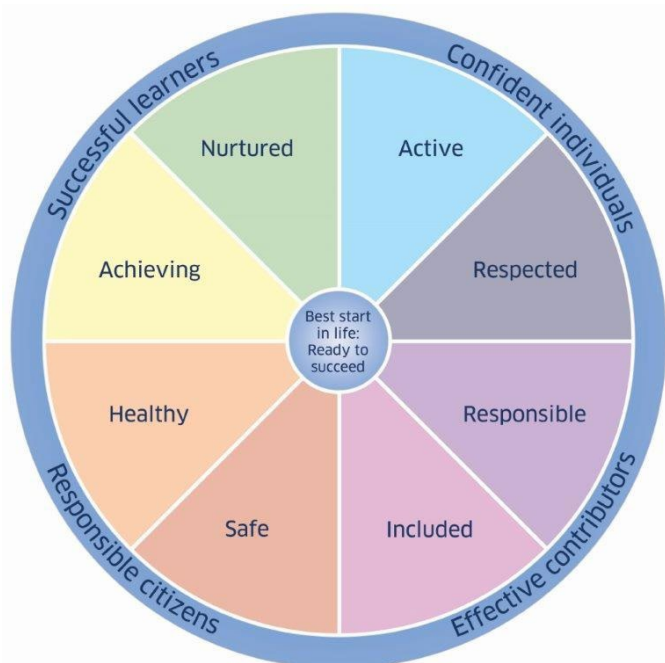 Successful learners
Confident individuals
Nurtured
Active
Achieving
Respected
Best start
in life:
Ready to
succeed
Healthy
Responsible
Safe
Included
Responsible citizens
Effective contributors